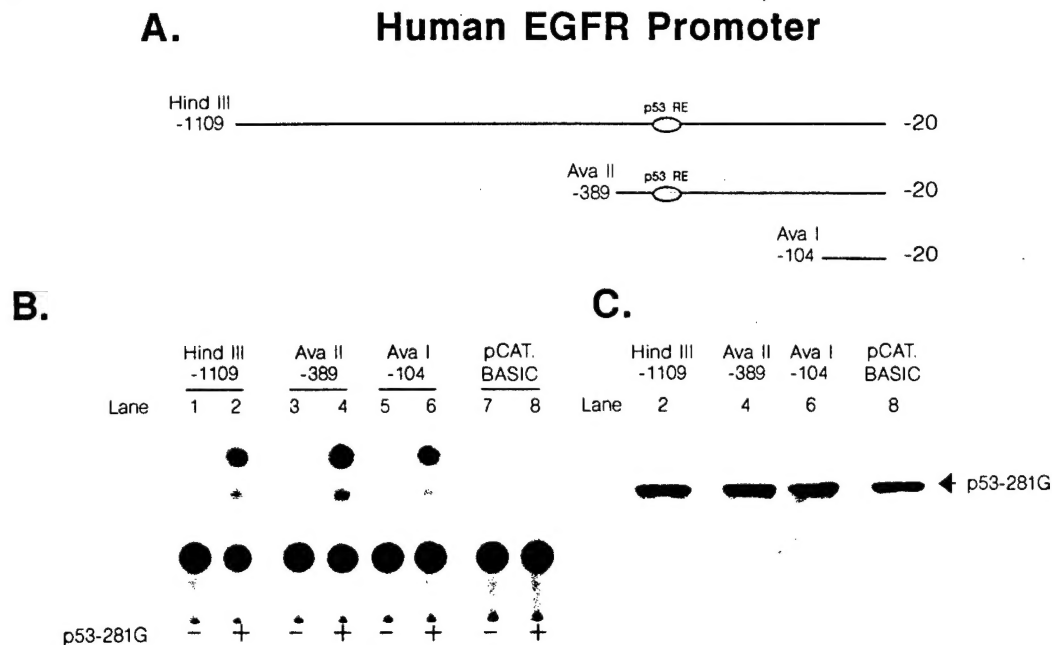 A. Human EGFR Promoter
Hind III
-1109
p53 RE
-20
Ava II
-389
p53 RE
-20
Ava I
-104
-20
B.
Hind III Ava II Ava I pCAT.
-1109 -389 -104 BASIC
Lane 1 2 3 4 5 6 7 8
p53-281G − + − + − + − +
C.
Hind III Ava II Ava I pCAT.
-1109 -389 -104 BASIC
Lane 2 4 6 8
p53-281G